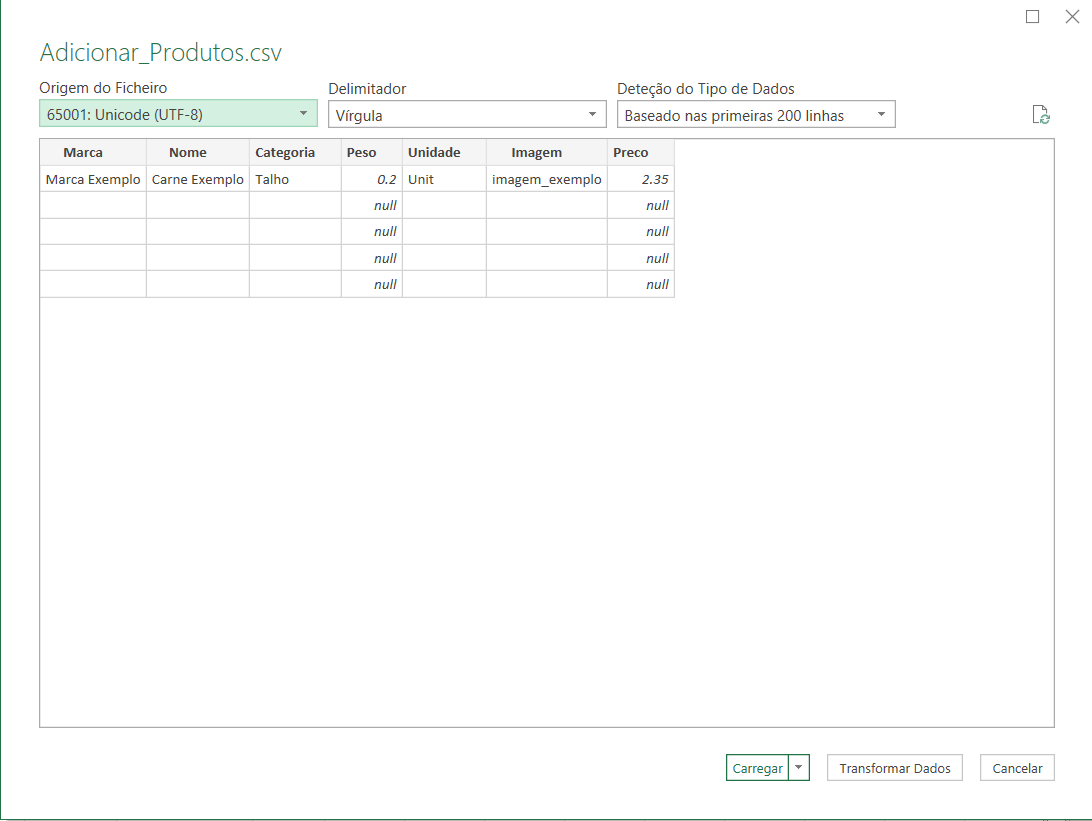 Adicionar_Produtos.csv
Origem do Ficheiro Delimitador Deteção do Tipo de Dados
65001: Unicode (UTF-8) Vírgula Baseado nas primeiras 200 linhas
Marca Nome Categoria Peso Unidade Imagem Preco
Marca Exemplo Carne Exemplo Talho 0.2 Unit imagem_exemplo 2.35
null null
null null
null null
null null
Carregar Transformar Dados Cancelar